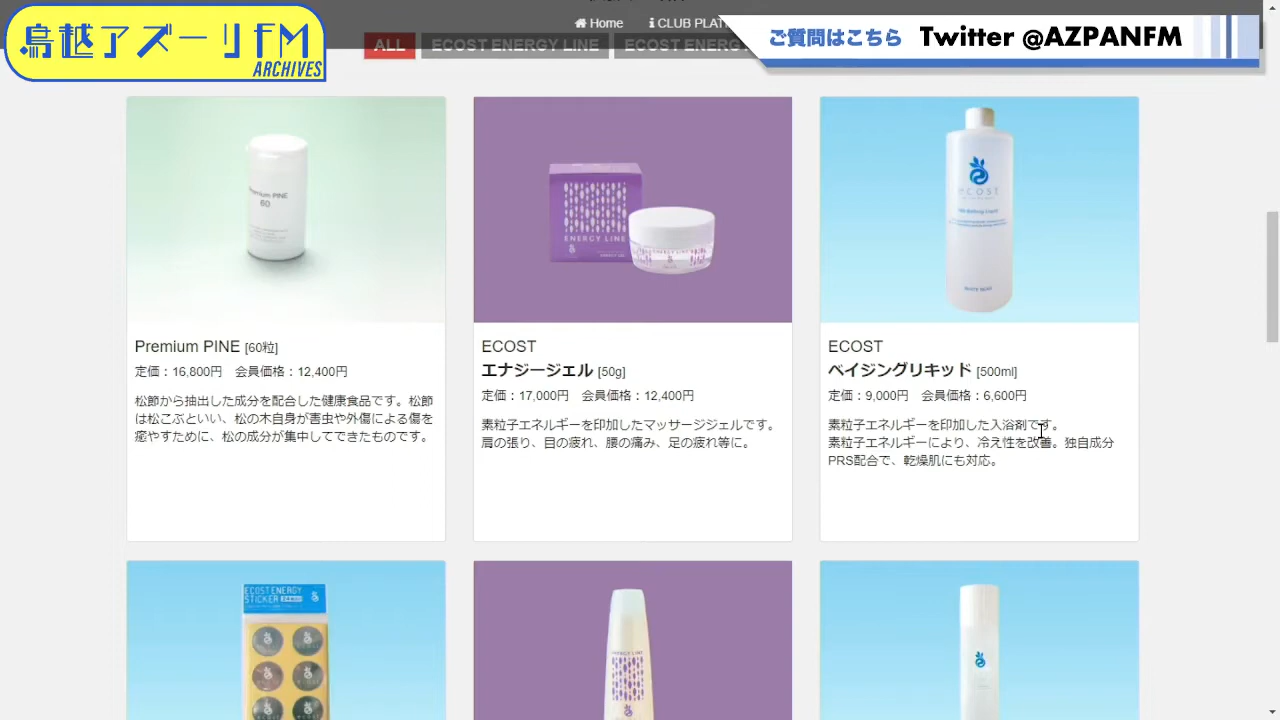 鳥越アズーリFM
ARCHIVES
Home
CLUB PLAT
ご質問はこちら Twitter @AZPANFM
ALL
ECOST ENERGY LINE
ECOST ENERGY
Premium PINE
60
ENERGY LINE
ECOST
Premium PINE [60粒]
定価：16,800円 会員価格：12,400円
松節から抽出した成分を配合した健康食品です。松節
は松こぶといい、松の木自身が害虫や外傷による傷を
癒やすために、松の成分が集中してできたものです。
ECOST
エナジージェル [50g]
定価：17,000円 会員価格：12,400円
素粒子エネルギーを印加したマッサージジェルです。
肩の張り、目の疲れ、腰の痛み、足の疲れ等に。
ECOST
ベイジングリキッド [500ml]
定価：9,000円 会員価格：6,600円
素粒子エネルギーを印加した入浴剤です。
素粒子エネルギーにより、冷え性を改善。独自成分
PRS配合で、乾燥肌にも対応。
ECOST ENERGY
STICKER
ENERGY LINE